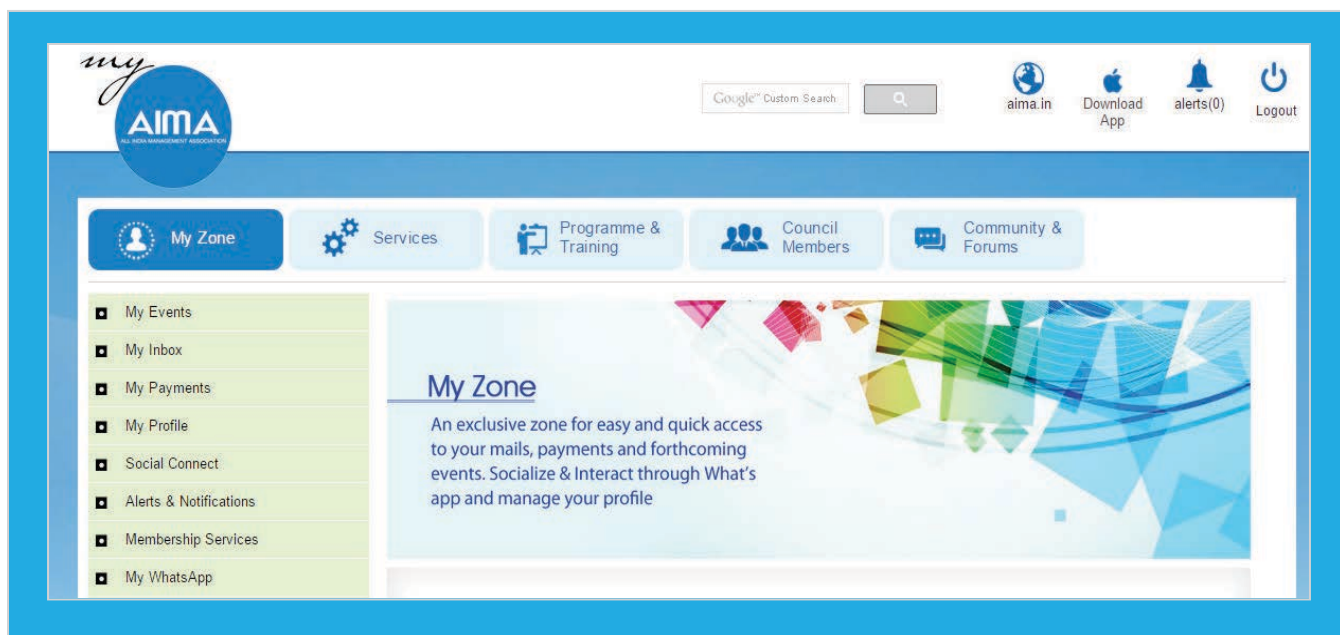 my
AIMA
ALL INDIA MANAGEMENT ASSOCIATION
Google™ Custom Search
aima.in
Download
App
alerts(0)
Logout
My Zone
Services
Programme &
Training
Council
Members
Community &
Forums
My Events
My Inbox
My Payments
My Profile
Social Connect
Alerts & Notifications
Membership Services
My WhatsApp
My Zone
An exclusive zone for easy and quick access
to your mails, payments and forthcoming
events. Socialize & Interact through What's
app and manage your profile